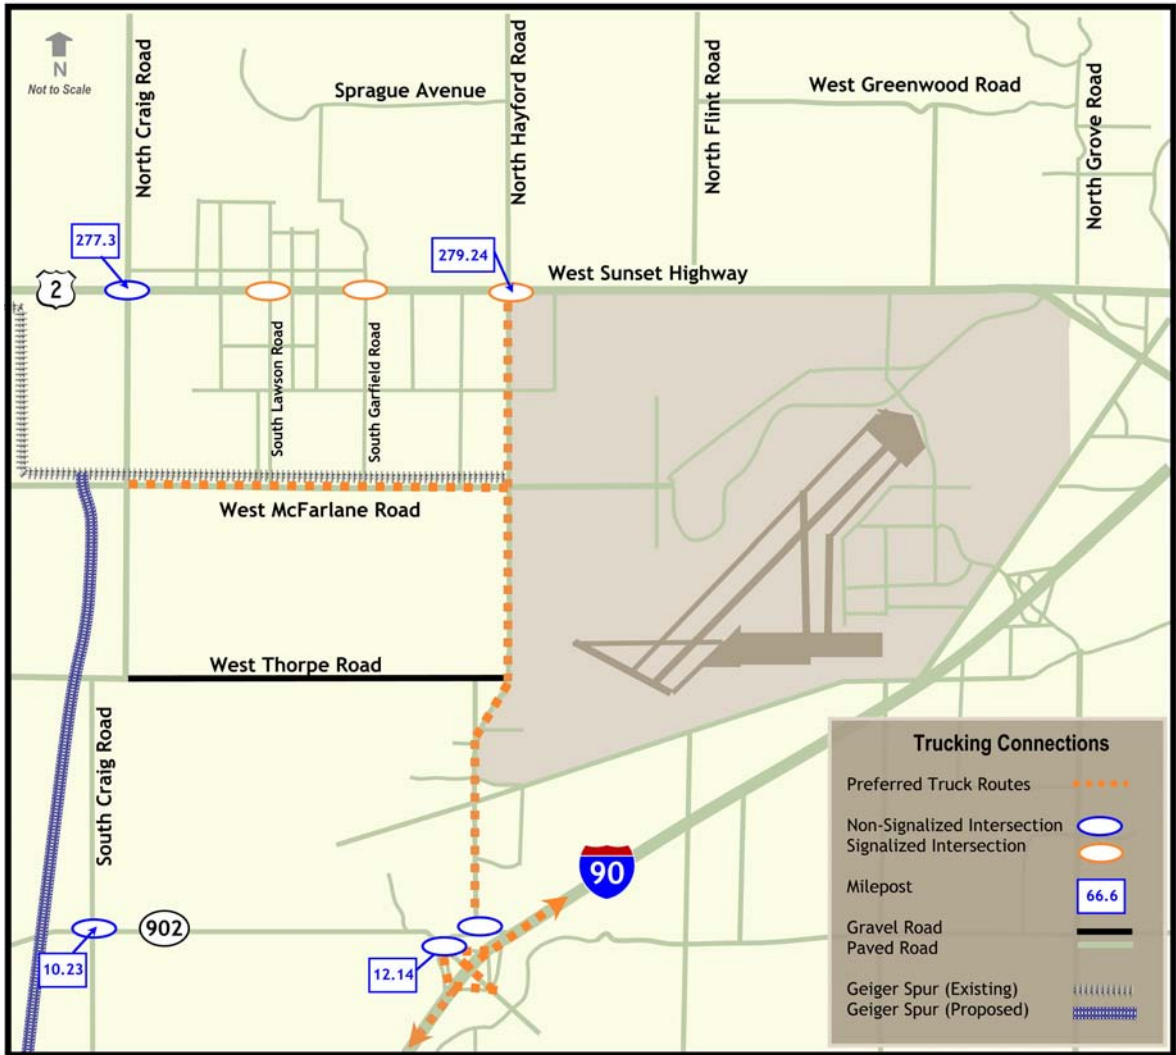 N
Not to Scale
North Craig Road
Sprague Avenue
North Hayford Road
North Flint Road
West Greenwood Road
North Grove Road
277.3
279.24
West Sunset Highway
2
South Lawson Road
South Garfield Road
West McFarlane Road
West Thorpe Road
South Craig Road
90
902
10.23
12.14
Trucking Connections
Preferred Truck Routes
Non-Signalized Intersection
Signalized Intersection
Milepost
66.6
Gravel Road
Paved Road
Geiger Spur (Existing)
Geiger Spur (Proposed)